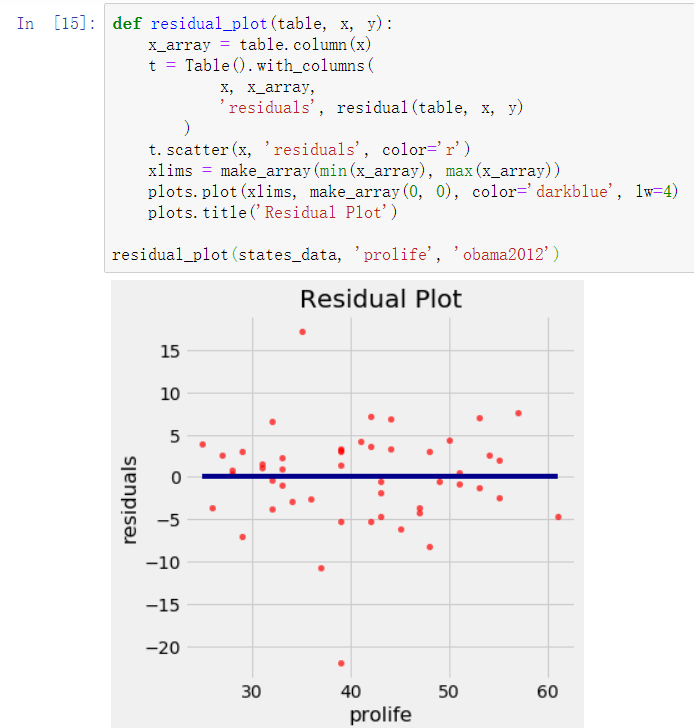 In [15]: def residual_plot(table, x, y):
x_array = table.column(x)
t = Table().with_columns(
x, x_array,
'residuals', residual(table, x, y)
)
t.scatter(x, 'residuals', color='r')
xlims = make_array(min(x_array), max(x_array))
plots.plot(xlims, make_array(0, 0), color='darkblue', lw=4)
plots.title('Residual Plot')
residual_plot(states_data, 'prolife', 'obama2012')
Residual Plot
15
10
5
0
−5
−10
−15
−20
residuals
30 40 50 60
prolife